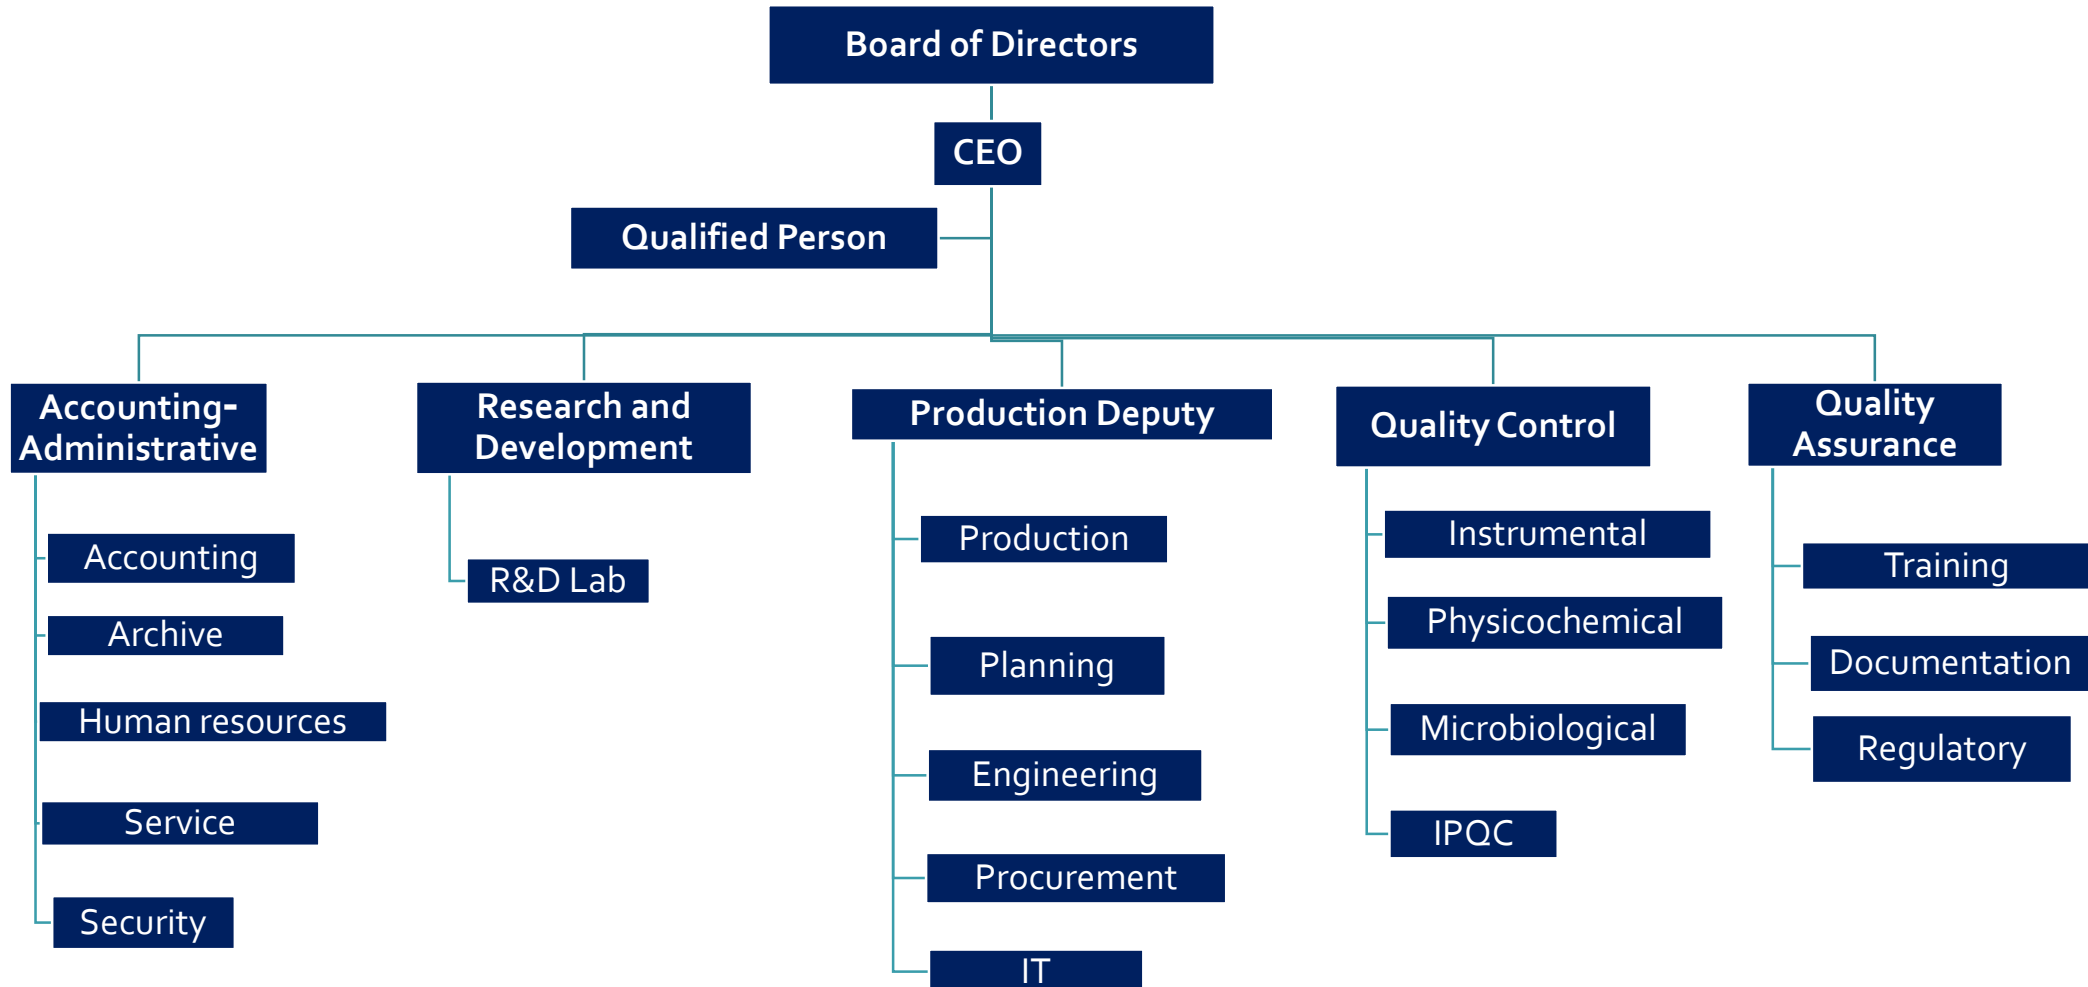 Board of Directors
CEO
Qualified Person
Accounting-
Administrative
Accounting
Archive
Human resources
Service
Security
Research and
Development
R&D Lab
Production Deputy
Production
Planning
Engineering
Procurement
IT
Quality Control
Instrumental
Physicochemical
Microbiological
IPQC
Quality
Assurance
Training
Documentation
Regulatory